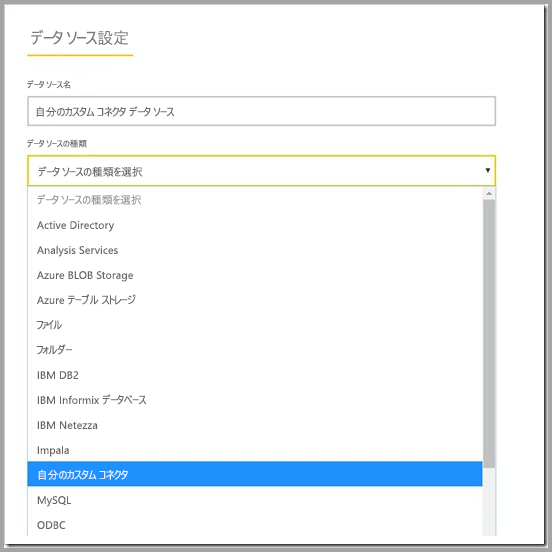 データ ソース設定
データ ソース名
自分のカスタム コネクタ データ ソース
データ ソースの種類
データ ソースの種類を選択
データ ソースの種類を選択
Active Directory
Analysis Services
Azure BLOB Storage
Azure テーブル ストレージ
ファイル
フォルダー
IBM DB2
IBM Informix データベース
IBM Netezza
Impala
自分のカスタム コネクタ
MySQL
ODBC